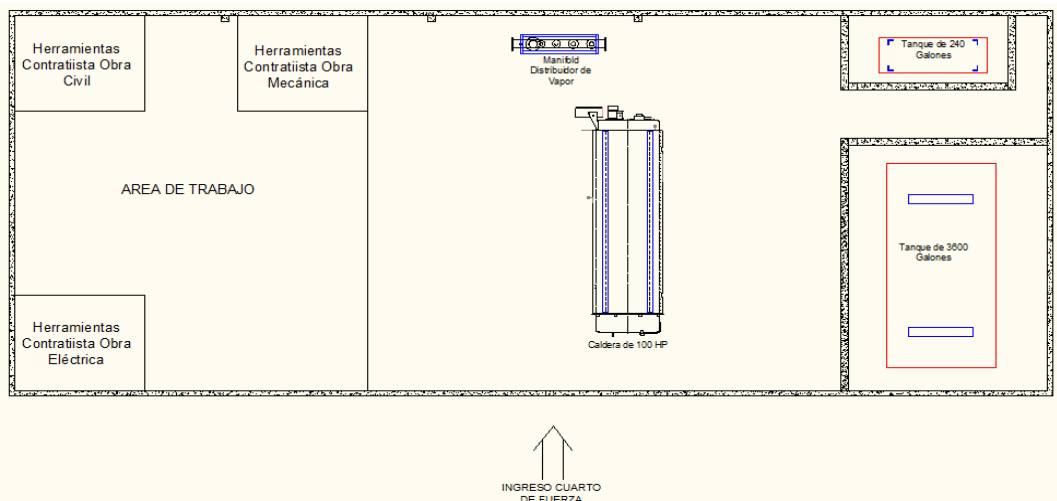 Herramientas
Contratiista Obra
Civil
Herramientas
Contratiista Obra
Mecánica
Manifold
Distribuidor de
Vapor
Tanque de 240
Galones
AREA DE TRABAJO
Tanque de 3600
Galones
Herramientas
Contratiista Obra
Eléctrica
Caldera de 100 HP
INGRESO CUARTO
DE FUERZA